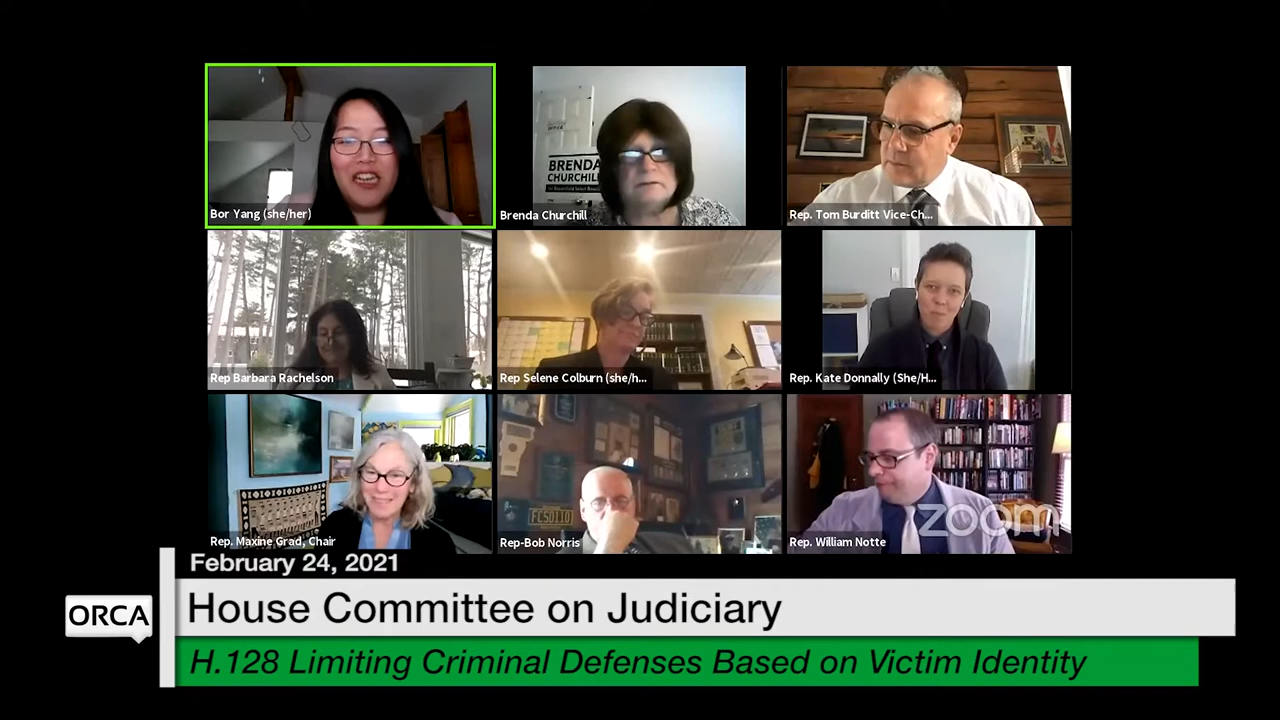 BRENDA
CHURCHILL
Bor Yang (she/her)
Brenda Churchill
Rep. Tom Burditt Vice-Ch...
Rep Barbara Rachelson
Rep Selene Colburn (she/h...
Rep. Kate Donnally (She/H...
FCSO110
Rep. Maxine Grad, Chair
Rep-Bob Norris
Rep. William Notte
zoom
February 24, 2021
ORCA
House Committee on Judiciary
H.128 Limiting Criminal Defenses Based on Victim Identity